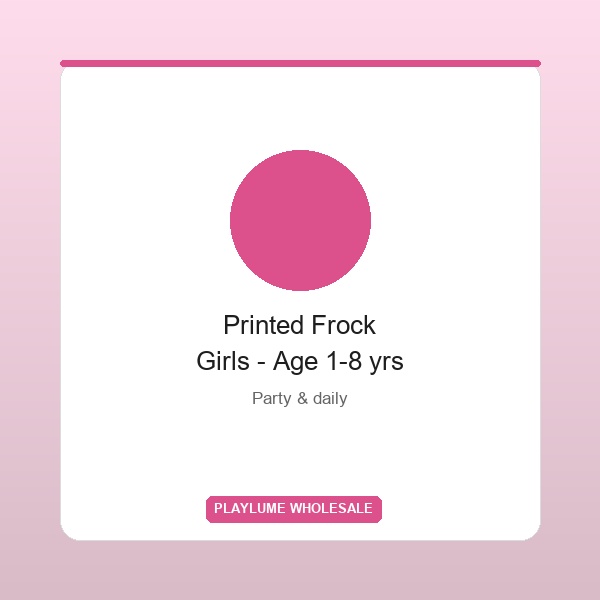 Printed Frock
Girls - Age 1-8 yrs
Party & daily
PLAYLUME WHOLESALE